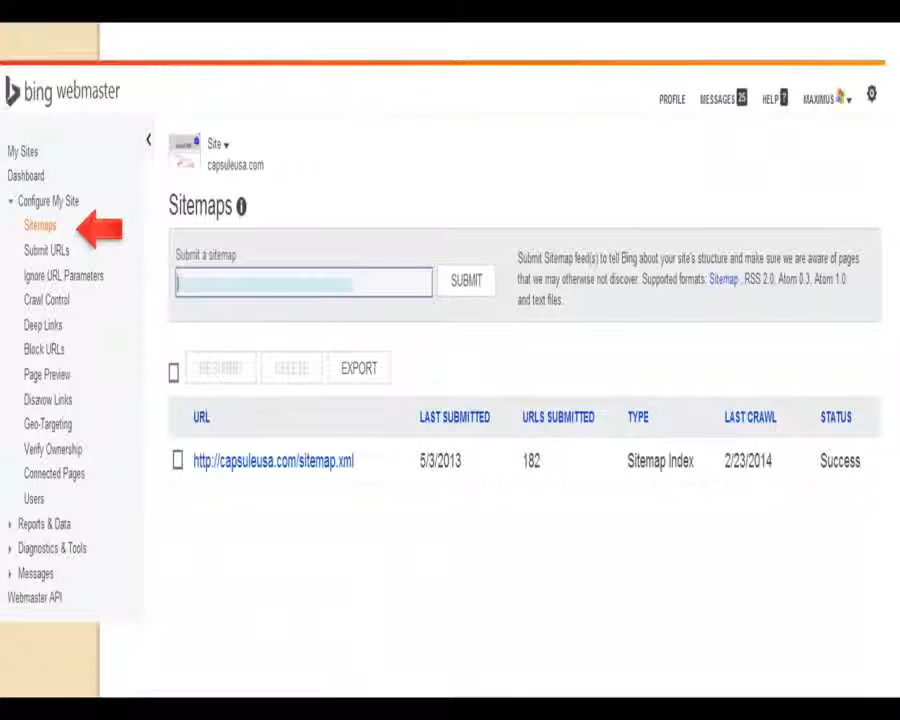 bing webmaster
PROFILE MESSAGES 25 HELP ? MAXIMUS
My Sites
Dashboard
Configure My Site
Sitemaps
Submit URLs
Ignore URL Parameters
Crawl Control
Deep Links
Block URLs
Page Preview
Disavow Links
Geo-Targeting
Verify Ownership
Connected Pages
Users
Reports & Data
Diagnostics & Tools
Messages
Webmaster API
Site
capsuleusa.com
Sitemaps
Submit a sitemap
SUBMIT
Submit Sitemap feed(s) to tell Bing about your site's structure and make sure we are aware of pages
that we may otherwise not discover. Supported formats: Sitemap , RSS 2.0, Atom 0.3, Atom 1.0
and text files.
RESUBMIT DELETE EXPORT
URL LAST SUBMITTED URLS SUBMITTED TYPE LAST CRAWL STATUS
http://capsuleusa.com/sitemap.xml 5/3/2013 182 Sitemap Index 2/23/2014 Success